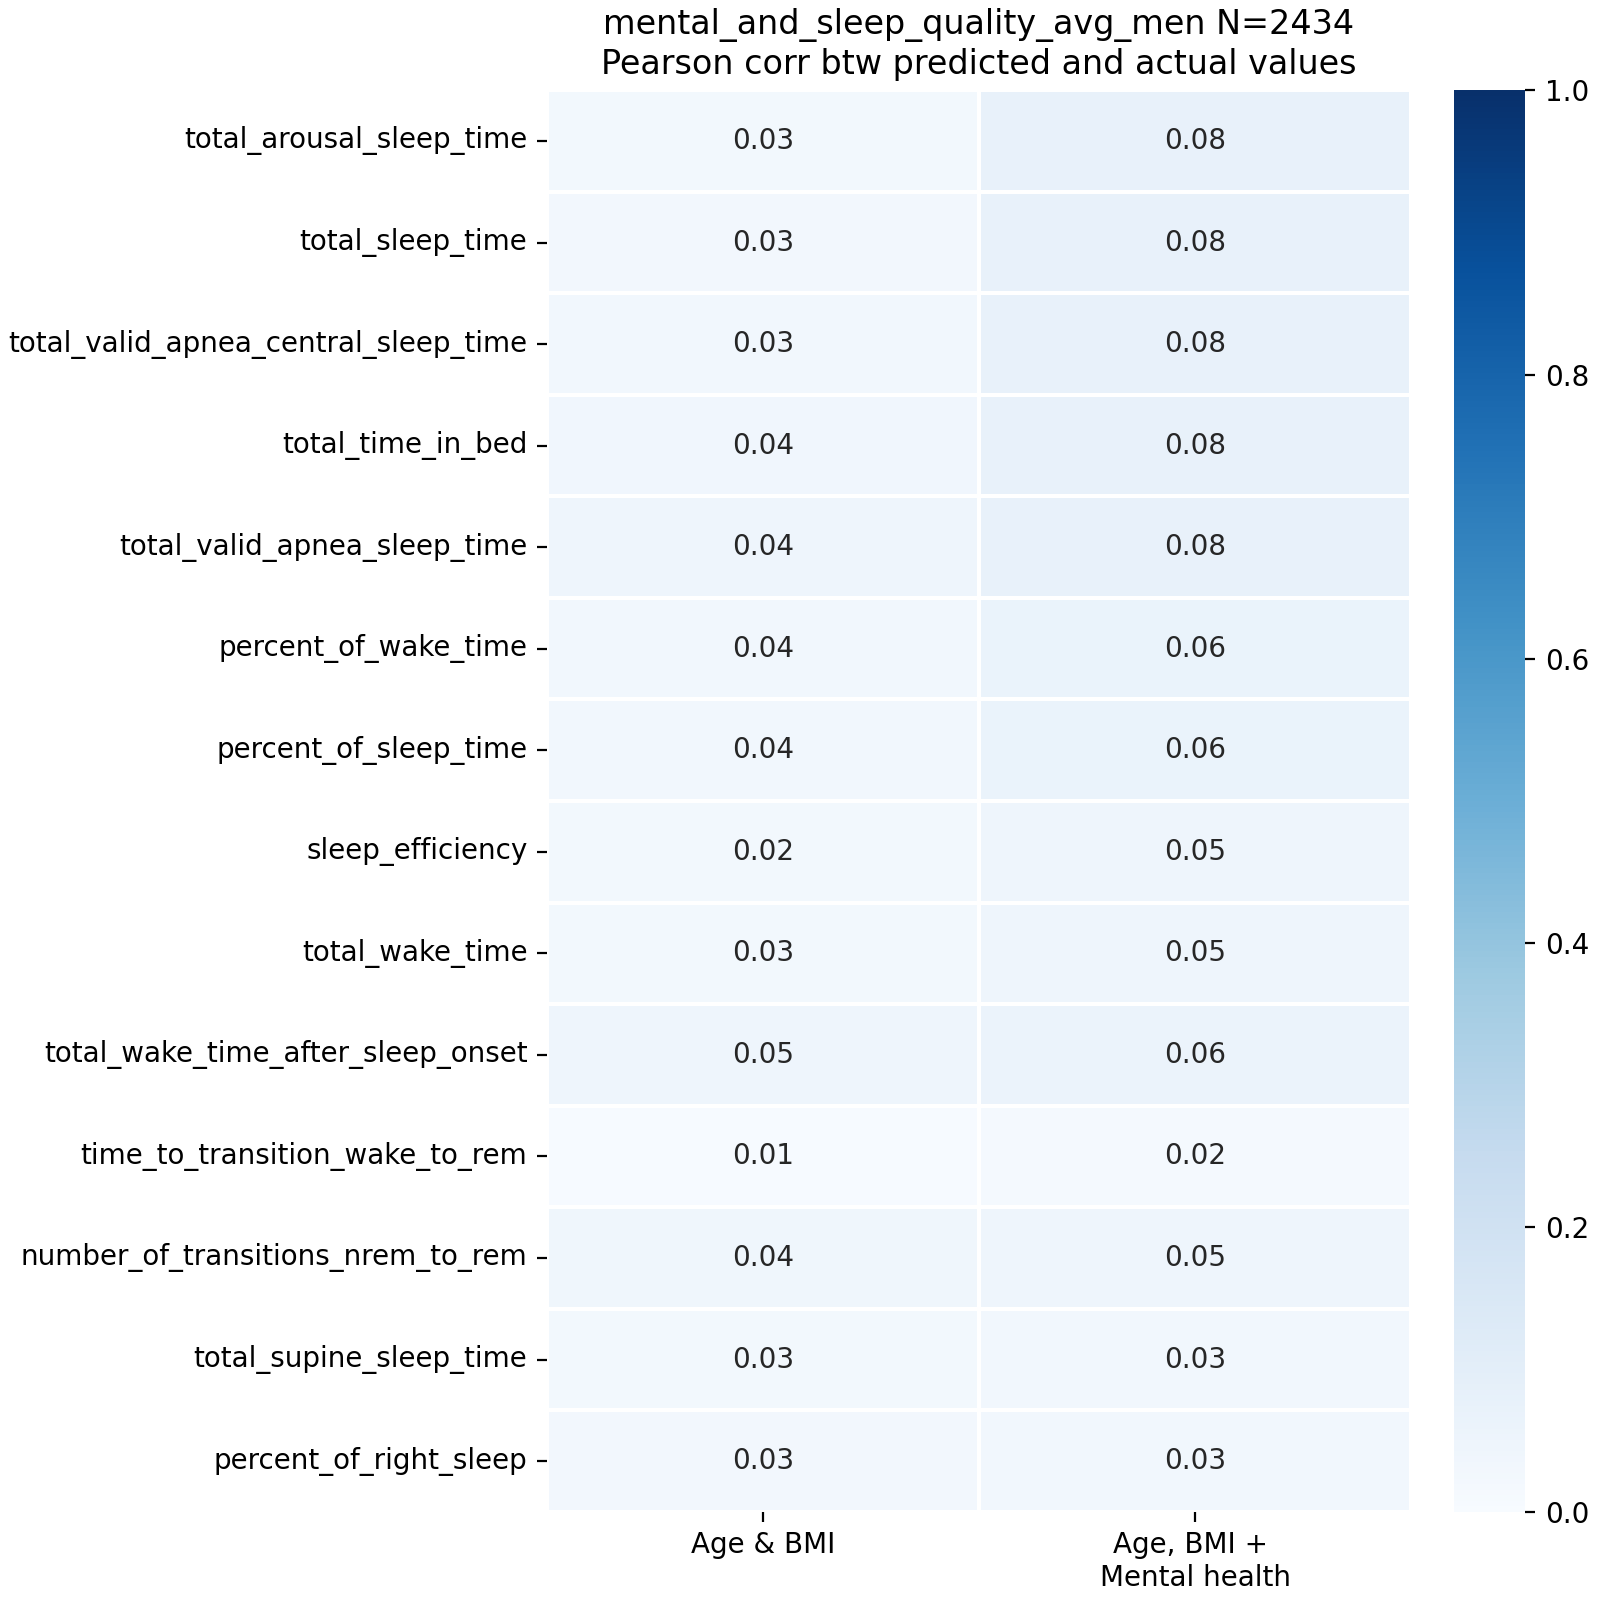 mental_and_sleep_quality_avg_men N=2434
Pearson corr btw predicted and actual values
total_arousal_sleep_time 0.03 0.08
total_sleep_time 0.03 0.08
total_valid_apnea_central_sleep_time 0.03 0.08
total_time_in_bed 0.04 0.08
total_valid_apnea_sleep_time 0.04 0.08
percent_of_wake_time 0.04 0.06
percent_of_sleep_time 0.04 0.06
sleep_efficiency 0.02 0.05
total_wake_time 0.03 0.05
total_wake_time_after_sleep_onset 0.05 0.06
time_to_transition_wake_to_rem 0.01 0.02
number_of_transitions_nrem_to_rem 0.04 0.05
total_supine_sleep_time 0.03 0.03
percent_of_right_sleep 0.03 0.03
Age & BMI
Age, BMI +
Mental health
1.0
0.8
0.6
0.4
0.2
0.0